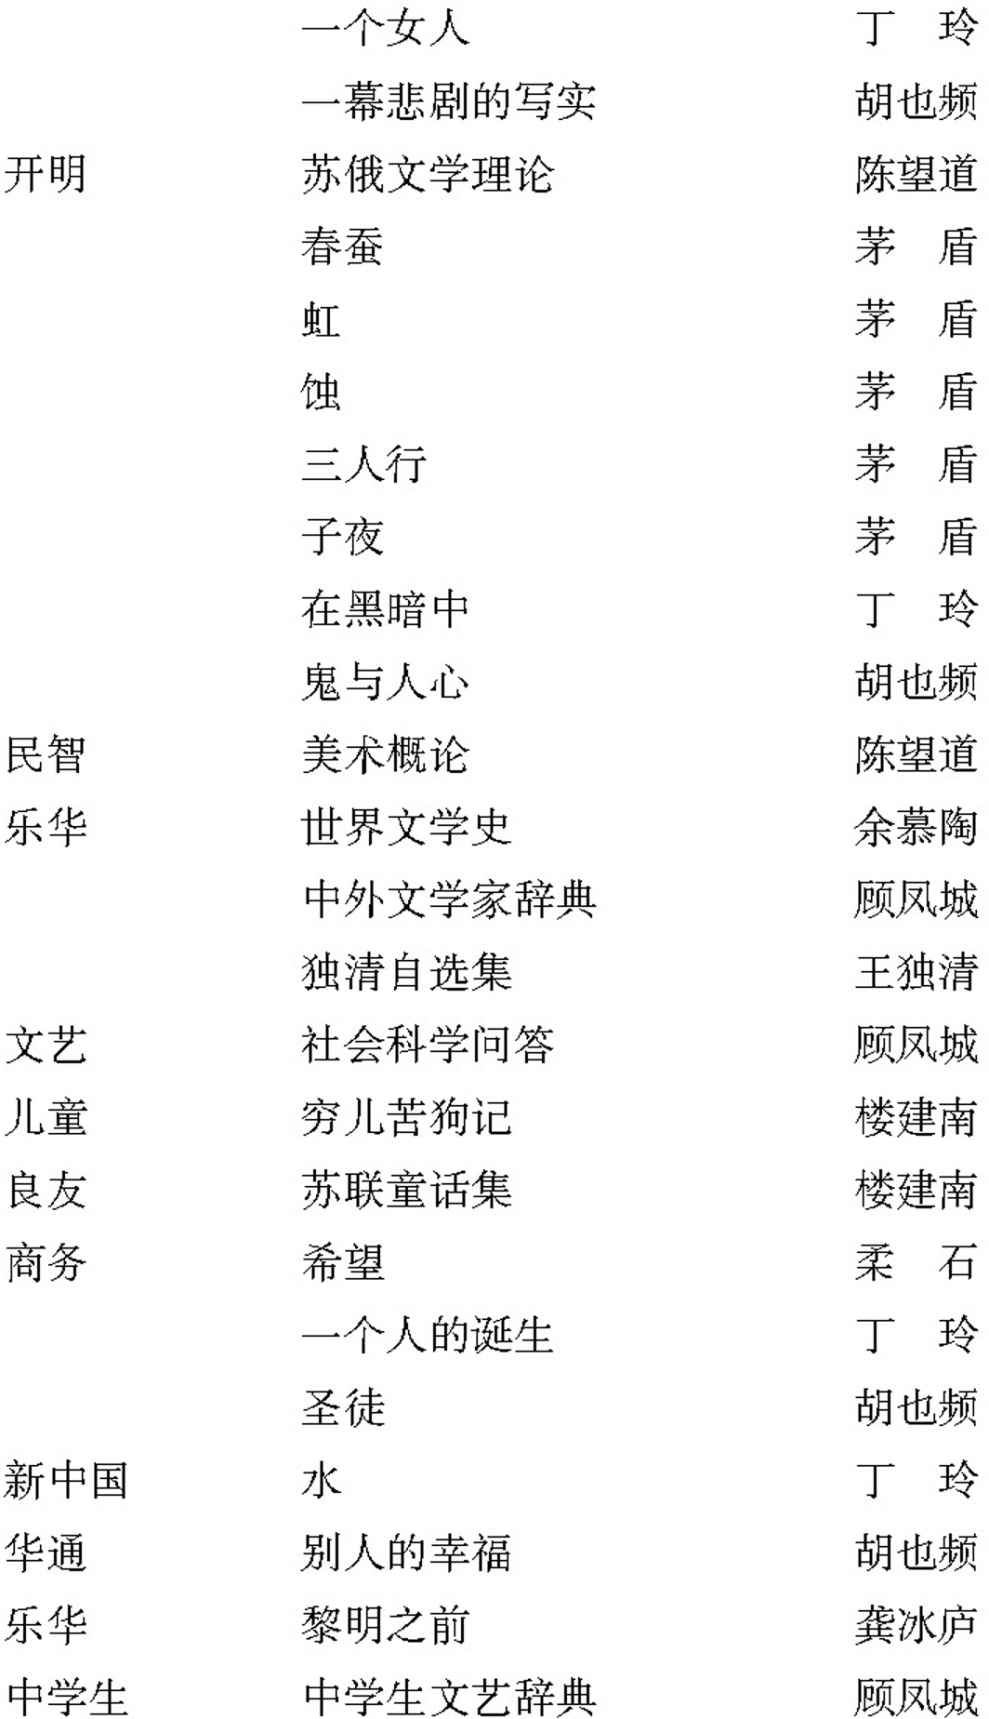 一个女人 丁 玲
一幕悲剧的写实 胡也频
开明 苏俄文学理论 陈望道
春蚕 茅 盾
虹 茅 盾
蚀 茅 盾
三人行 茅 盾
子夜 茅 盾
在黑暗中 丁 玲
鬼与人心 胡也频
民智 美术概论 陈望道
乐华 世界文学史 余慕陶
中外文学家辞典 顾凤城
独清自选集 王独清
文艺 社会科学问答 顾凤城
儿童 穷儿苦狗记 楼建南
良友 苏联童话集 楼建南
商务 希望 柔 石
一个人的诞生 丁 玲
圣徒 胡也频
新中国 水 丁 玲
华通 别人的幸福 胡也频
乐华 黎明之前 龚冰庐
中学生 中学生文艺辞典 顾凤城